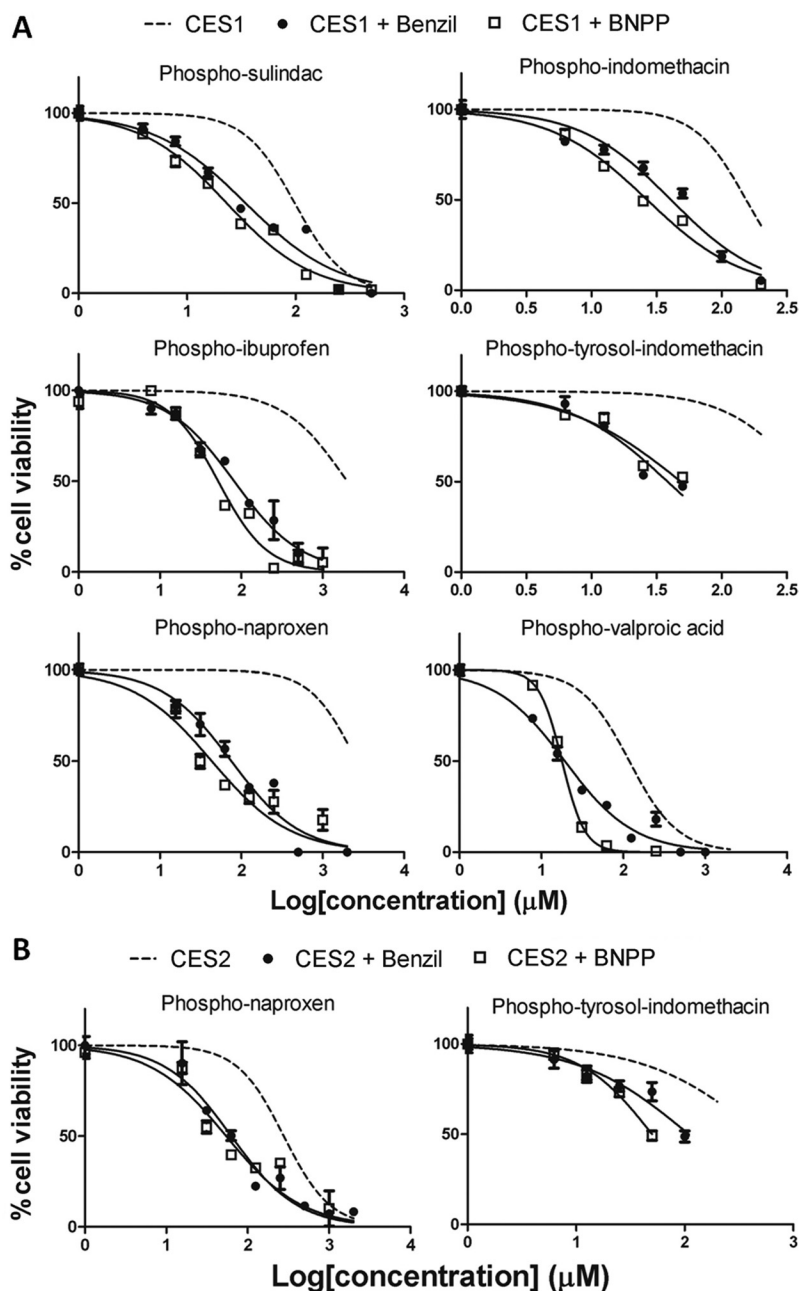 A
CES1 CES1 + Benzil CES1 + BNPP
Phospho-sulindac
100
50
0
0 1 2 3
Phospho-indomethacin
100
50
0
0.0 0.5 1.0 1.5 2.0 2.5
Phospho-ibuprofen
100
50
0
0 1 2 3 4
Phospho-tyrosol-indomethacin
100
50
0
0.0 0.5 1.0 1.5 2.0 2.5
Phospho-naproxen
100
50
0
0 1 2 3 4
Phospho-valproic acid
100
50
0
0 1 2 3 4
%cell viability
Log[concentration] (μM)
B
CES2 CES2 + Benzil CES2 + BNPP
Phospho-naproxen
100
50
0
0 1 2 3 4
Phospho-tyrosol-indomethacin
100
50
0
0 1 2 3
% cell viability
Log[concentration] (μM)